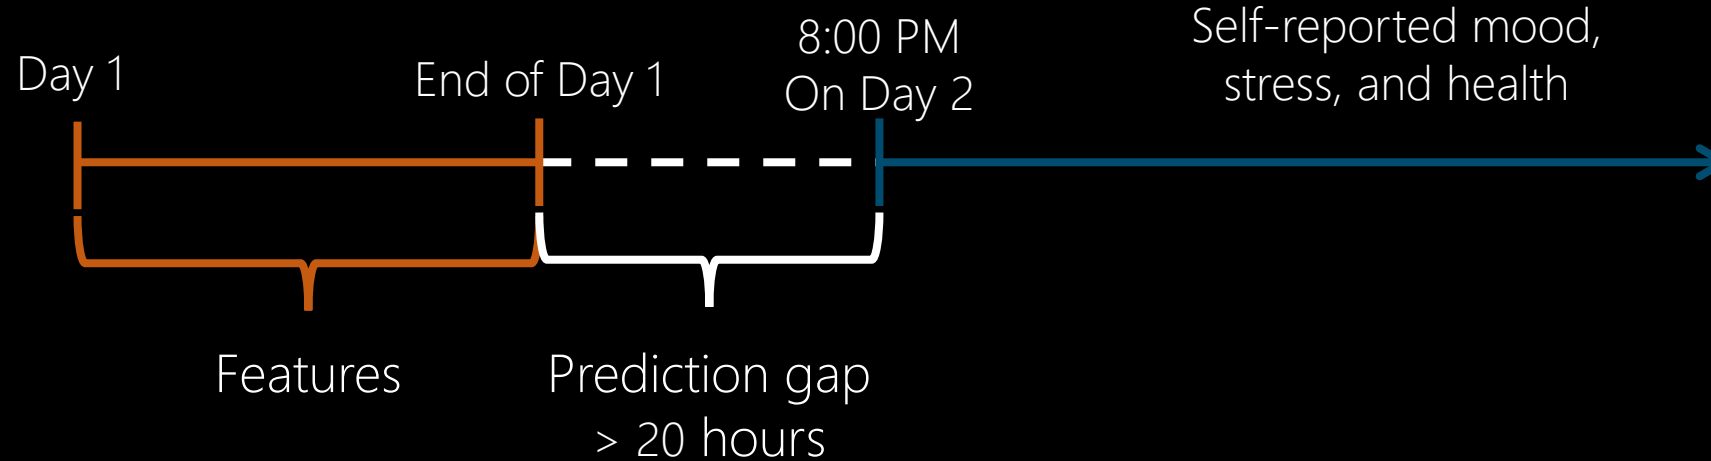 Day 1
End of Day 1
8:00 PM
On Day 2
Self-reported mood,
stress, and health
Features
Prediction gap
> 20 hours